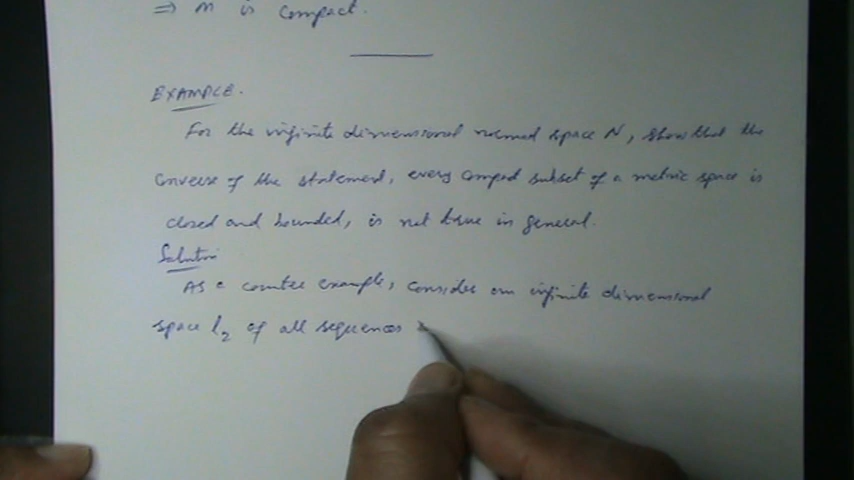 ⇒ M is compact.
EXAMPLE.
For the infinite dimensional normed space N, show that the
converse of the statement, every compact subset of a metric space is
closed and bounded, is not true in general.
Solution
As a counter example, consider an infinite dimensional
space l₂ of all sequences